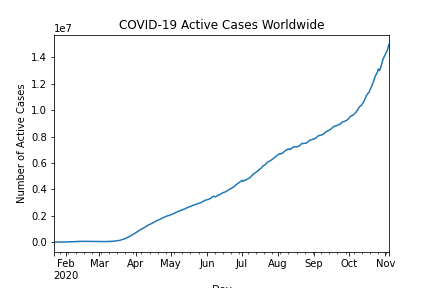 COVID-19 Active Cases Worldwide
1e7
1.4
1.2
1.0
0.8
0.6
0.4
0.2
0.0
Number of Active Cases
Feb Mar Apr May Jun Jul Aug Sep Oct Nov
2020